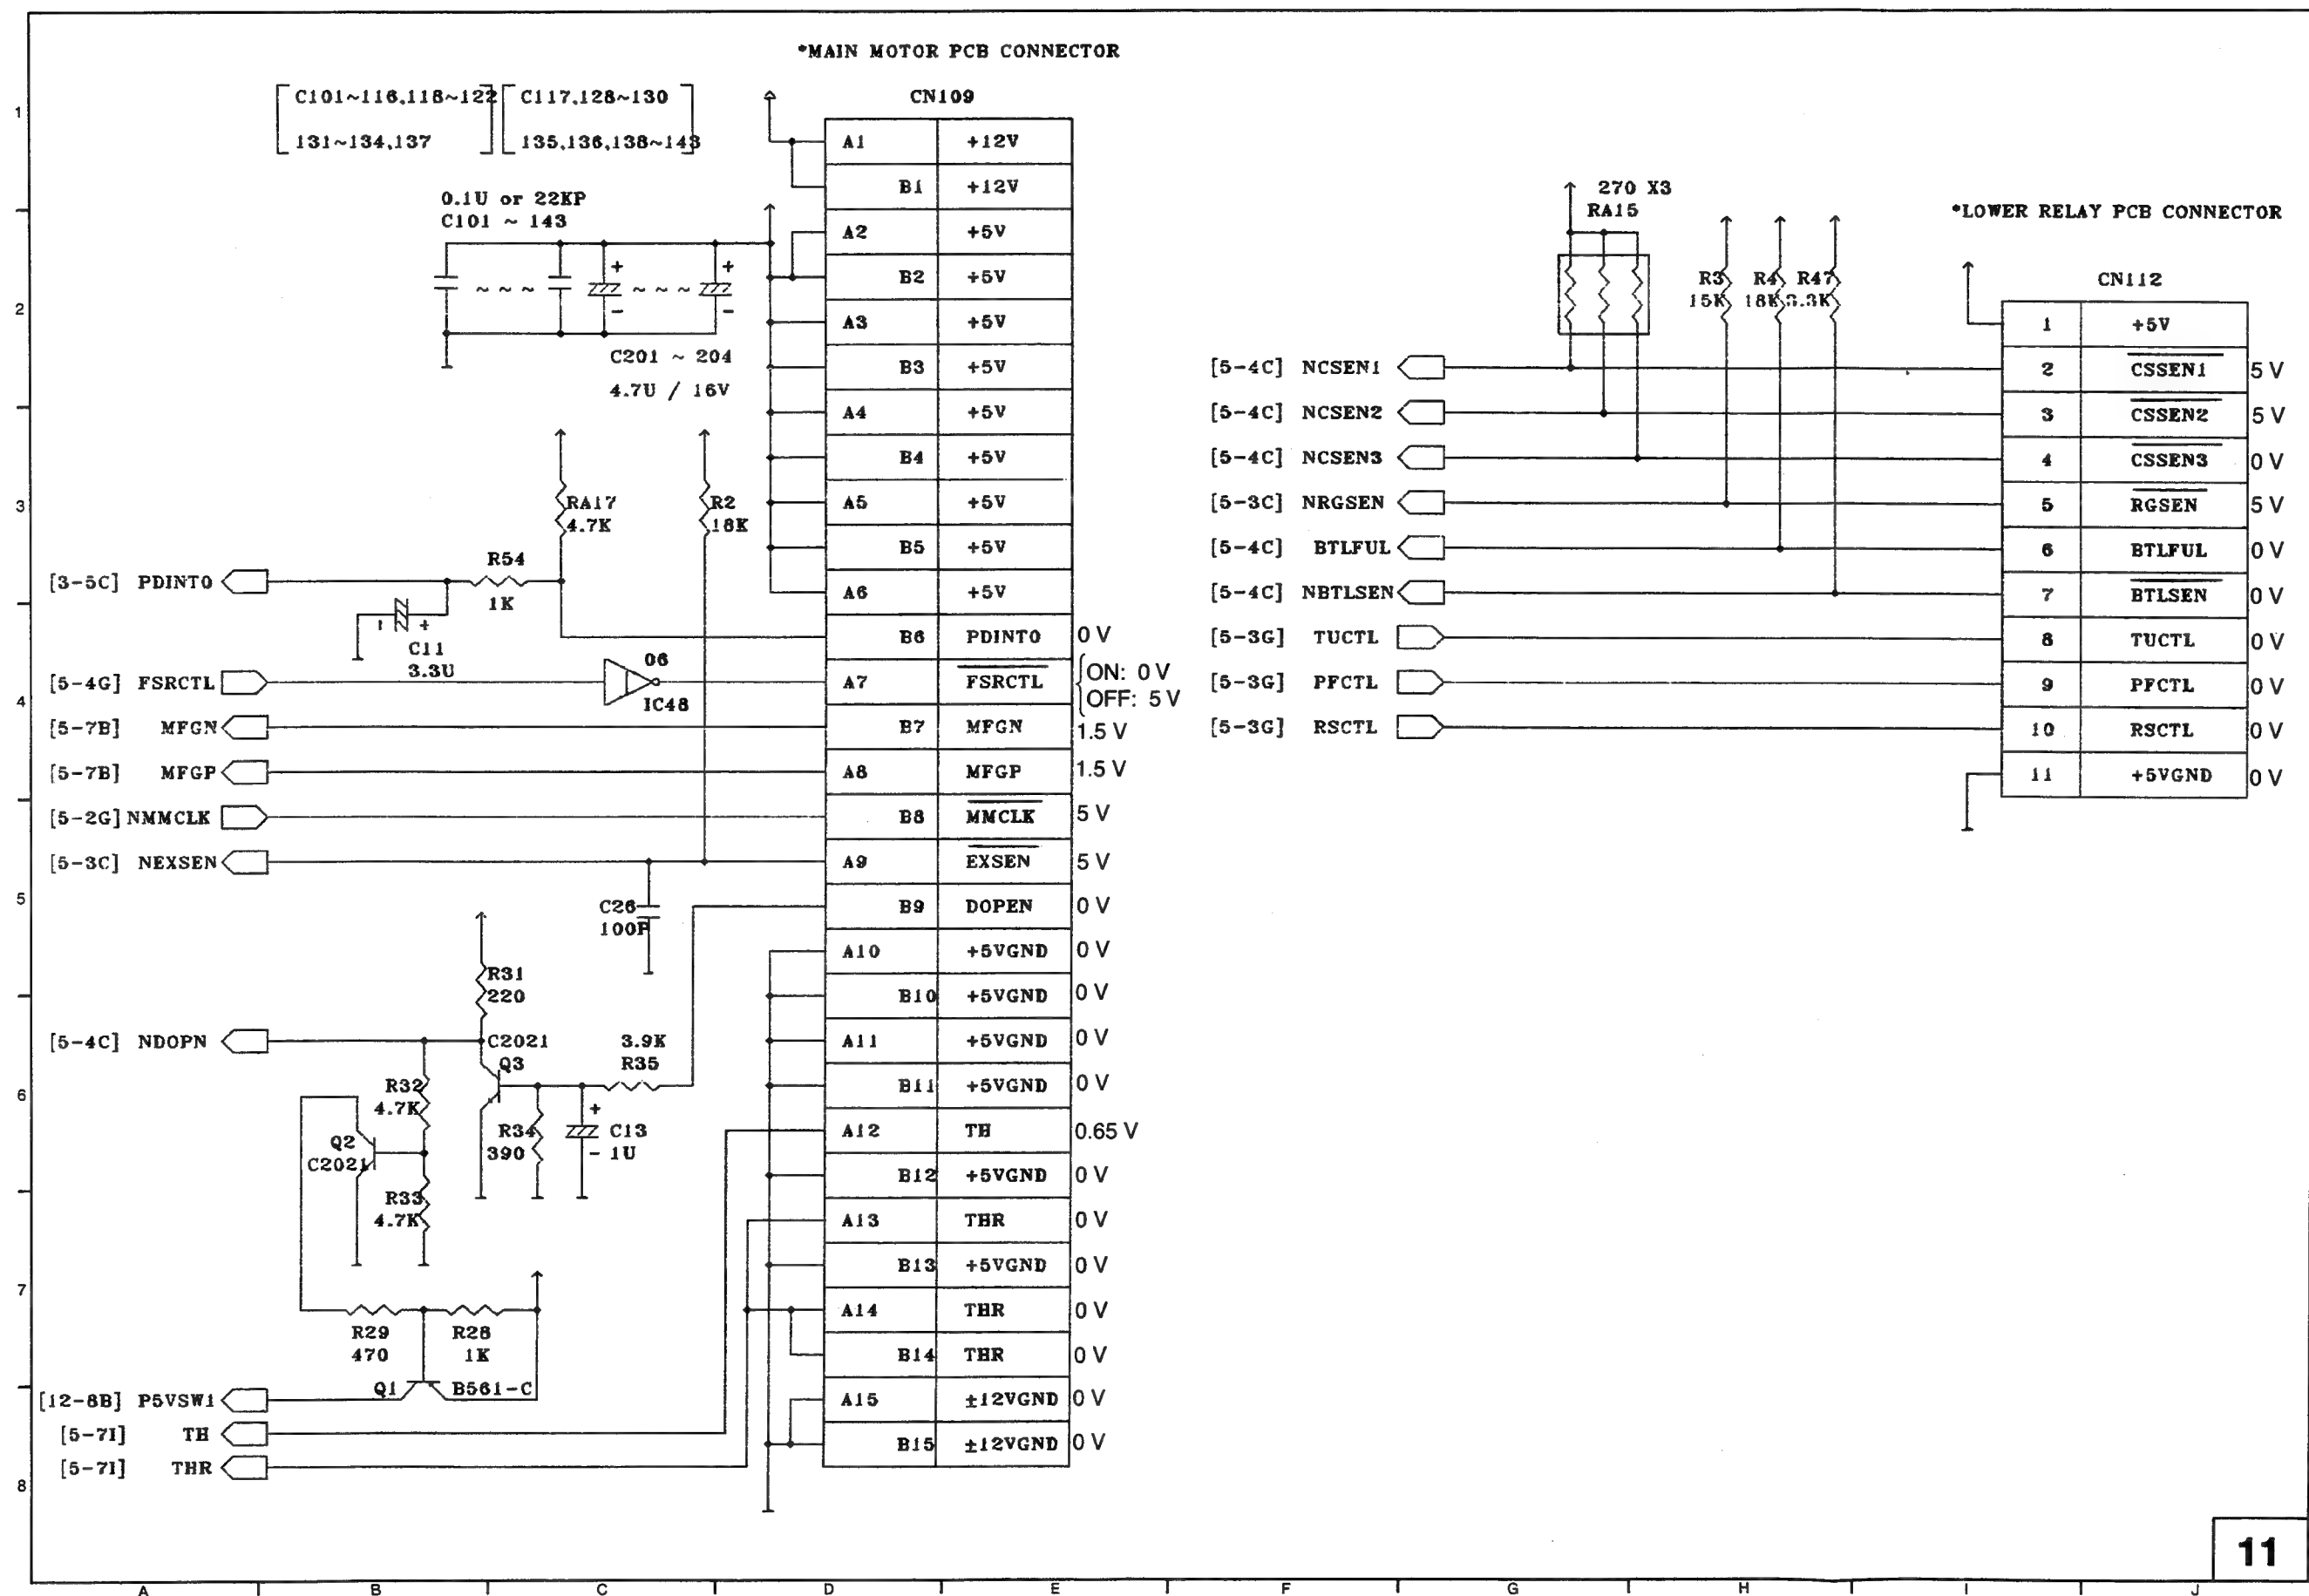 *MAIN MOTOR PCB CONNECTOR
C101~116,118~122
131~134,137
C117,128~130
135,136,138~143
CN109
0.1U or 22KP
C101 ~ 143
+
+
~ ~ ~
~ ~ ~
-
-
C201 ~ 204
4.7U / 16V
A1 +12V
B1 +12V
A2 +5V
B2 +5V
A3 +5V
B3 +5V
A4 +5V
B4 +5V
A5 +5V
B5 +5V
A6 +5V
B6 PDINT0 0 V
A7 FSRCTL ON: 0 V
OFF: 5 V
B7 MFGN 1.5 V
A8 MFGP 1.5 V
B8 MMCLK 5 V
A9 EXSEN 5 V
B9 DOPEN 0 V
A10 +5VGND 0 V
B10 +5VGND 0 V
A11 +5VGND 0 V
B11 +5VGND 0 V
A12 TH 0.65 V
B12 +5VGND 0 V
A13 THR 0 V
B13 +5VGND 0 V
A14 THR 0 V
B14 THR 0 V
A15 ±12VGND 0 V
B15 ±12VGND 0 V
RA17
4.7K
R2
18K
R54
1K
[3-5C] PDINT0
+
C11
3.3U
[5-4G] FSRCTL
06
IC48
[5-7B] MFGN
[5-7B] MFGP
[5-2G] NMMCLK
[5-3C] NEXSEN
C26
100P
R31
220
[5-4C] NDOPN
C2021
Q3
3.9K
R35
R32
4.7K
Q2
C2021
R34
390
+
C13
- 1U
R33
4.7K
R29
470
R28
1K
Q1
B561-C
[12-8B] P5VSW1
[5-7I] TH
[5-7I] THR
270 X3
RA15
R3
15K
R4
18K
R47
3.3K
*LOWER RELAY PCB CONNECTOR
CN112
1 +5V
[5-4C] NCSEN1 2 CSSEN1 5 V
[5-4C] NCSEN2 3 CSSEN2 5 V
[5-4C] NCSEN3 4 CSSEN3 0 V
[5-3C] NRGSEN 5 RGSEN 5 V
[5-4C] BTLFUL 6 BTLFUL 0 V
[5-4C] NBTLSEN 7 BTLSEN 0 V
[5-3G] TUCTL 8 TUCTL 0 V
[5-3G] PFCTL 9 PFCTL 0 V
[5-3G] RSCTL 10 RSCTL 0 V
11 +5VGND 0 V
1
2
3
4
5
6
7
8
A B C D E F G H I J
11